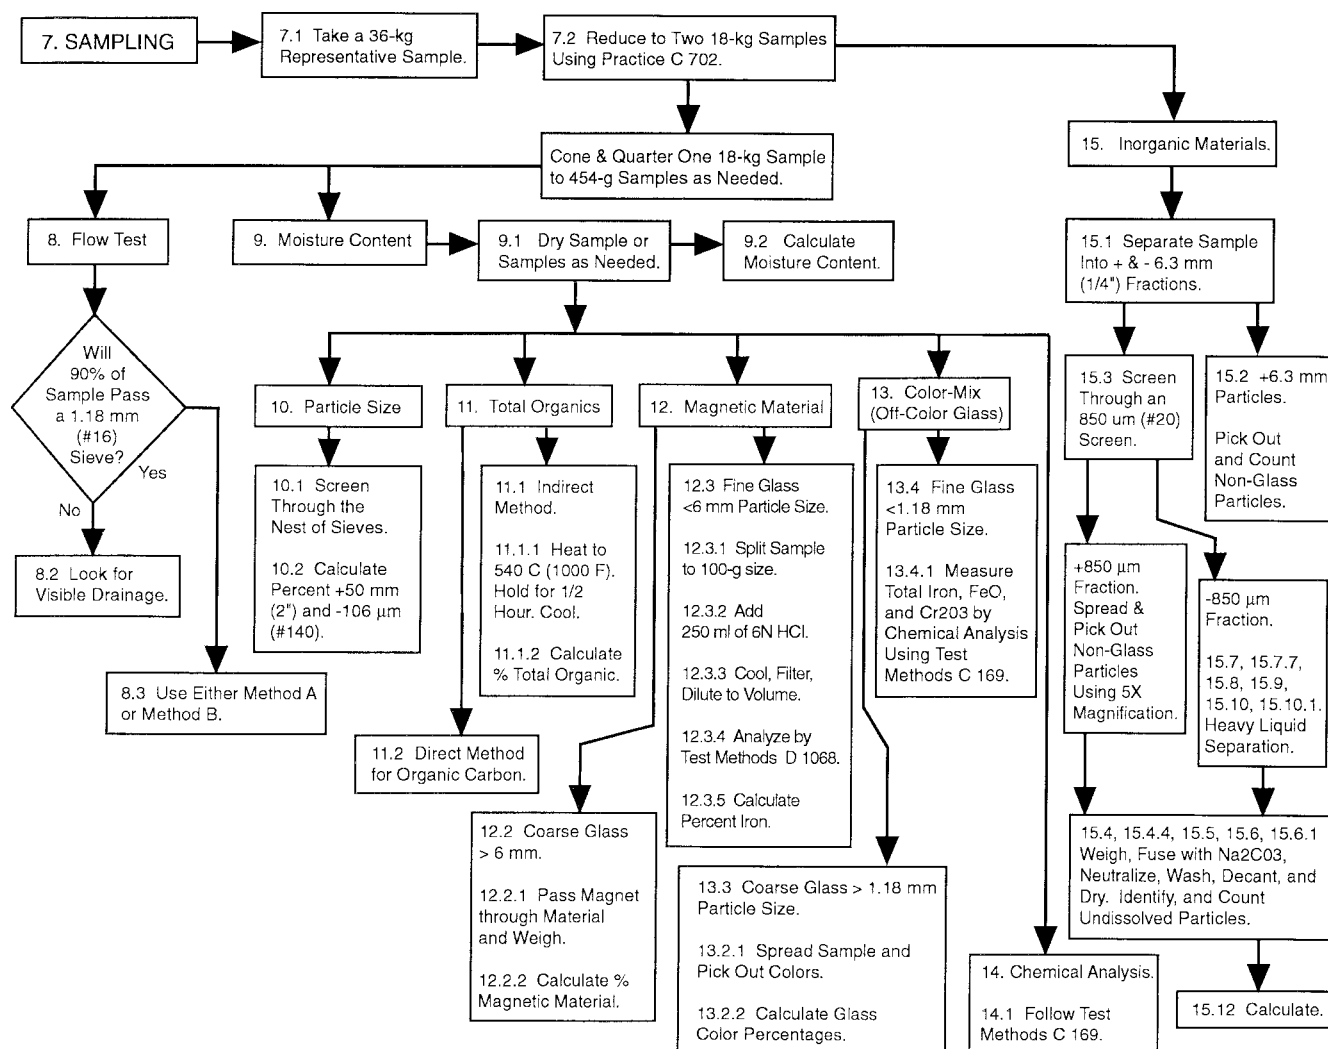 7. SAMPLING
7.1 Take a 36-kg
Representative Sample.
7.2 Reduce to Two 18-kg Samples
Using Practice C 702.
Cone & Quarter One 18-kg Sample
to 454-g Samples as Needed.
15. Inorganic Materials.
8. Flow Test
9. Moisture Content
9.1 Dry Sample or
Samples as Needed.
9.2 Calculate
Moisture Content.
15.1 Separate Sample
Into + & - 6.3 mm
(1/4") Fractions.
Will
90% of
Sample Pass
a 1.18 mm
(#16)
Sieve?
Yes
No
8.2 Look for
Visible Drainage.
8.3 Use Either Method A
or Method B.
10. Particle Size
10.1 Screen
Through the
Nest of Sieves.
10.2 Calculate
Percent +50 mm
(2") and -106 µm
(#140).
11. Total Organics
11.1 Indirect
Method.
11.1.1 Heat to
540 C (1000 F).
Hold for 1/2
Hour. Cool.
11.1.2 Calculate
% Total Organic.
11.2 Direct Method
for Organic Carbon.
12. Magnetic Material
12.3 Fine Glass
<6 mm Particle Size.
12.3.1 Split Sample
to 100-g size.
12.3.2 Add
250 ml of 6N HCl.
12.3.3 Cool, Filter,
Dilute to Volume.
12.3.4 Analyze by
Test Methods D 1068.
12.3.5 Calculate
Percent Iron.
12.2 Coarse Glass
> 6 mm.
12.2.1 Pass Magnet
through Material
and Weigh.
12.2.2 Calculate %
Magnetic Material.
13. Color-Mix
(Off-Color Glass)
13.4 Fine Glass
<1.18 mm
Particle Size.
13.4.1 Measure
Total Iron, FeO,
and Cr203 by
Chemical Analysis
Using Test
Methods C 169.
13.3 Coarse Glass > 1.18 mm
Particle Size.
13.2.1 Spread Sample and
Pick Out Colors.
13.2.2 Calculate Glass
Color Percentages.
14. Chemical Analysis.
14.1 Follow Test
Methods C 169.
15.3 Screen
Through an
850 um (#20)
Screen.
15.2 +6.3 mm
Particles.
Pick Out
and Count
Non-Glass
Particles.
+850 µm
Fraction.
Spread &
Pick Out
Non-Glass
Particles
Using 5X
Magnification.
-850 µm
Fraction.
15.7, 15.7.7,
15.8, 15.9,
15.10, 15.10.1.
Heavy Liquid
Separation.
15.4, 15.4.4, 15.5, 15.6, 15.6.1
Weigh, Fuse with Na2C03,
Neutralize, Wash, Decant, and
Dry. Identify, and Count
Undissolved Particles.
15.12 Calculate.